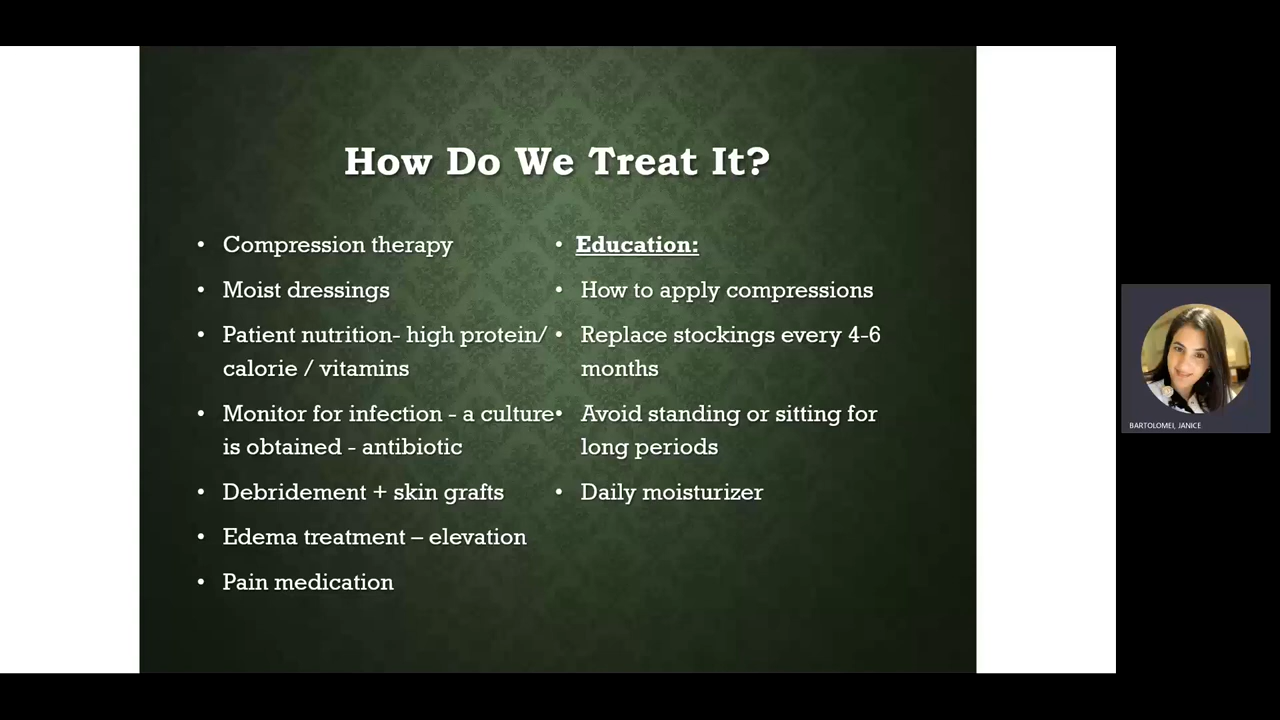 How Do We Treat It?
• Compression therapy
• Moist dressings
• Patient nutrition- high protein/
calorie / vitamins
• Monitor for infection - a culture
is obtained - antibiotic
• Debridement + skin grafts
• Edema treatment – elevation
• Pain medication
• Education:
• How to apply compressions
• Replace stockings every 4-6
months
• Avoid standing or sitting for
long periods
• Daily moisturizer
BARTOLOMEI, JANICE